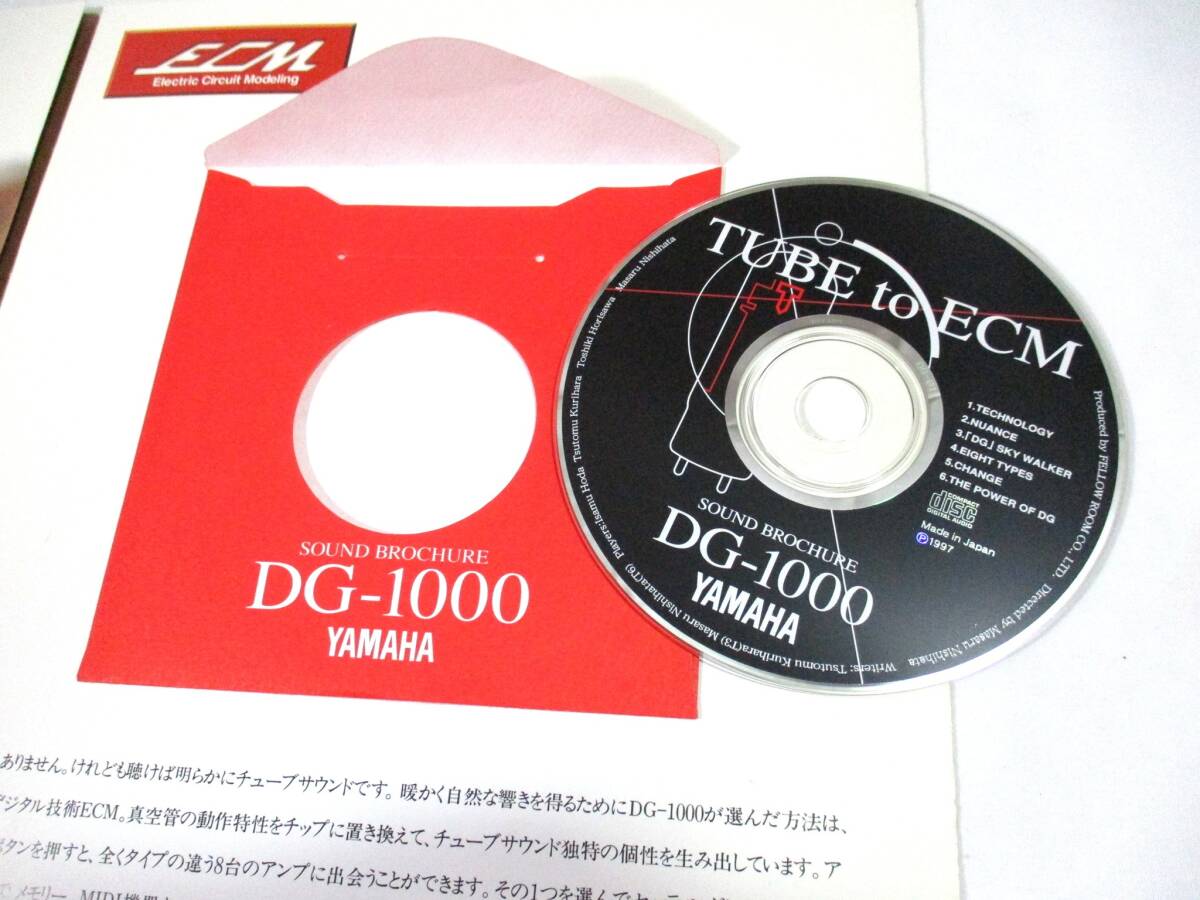 ECM
Electric Circuit Modeling
SOUND BROCHURE
DG-1000
YAMAHA
TUBE to ECM
1.TECHNOLOGY
2.NUANCE
3.「DG」 SKY WALKER
4.EIGHT TYPES
5.CHANGE
6.THE POWER OF DG
COMPACT
disc
DIGITAL AUDIO
Made in Japan
Ⓟ1997
SOUND BROCHURE
DG-1000
YAMAHA
Produced by FELLOW ROOM CO., LTD. Directed by Masaru Nishihata
Writers: Tsutomu Kurihara(T3) Masaru Nishihata(T6)
Players:Isamu Hoda Tsutomu Kurihara Toshiki Horisawa Masaru Nishihata
ありません。けれども聴けば明らかにチューブサウンドです。暖かく自然な響きを得るためにDG-1000が選んだ方法は、
デジタル技術ECM。真空管の動作特性をチップに置き換えて、チューブサウンド独特の個性を生み出しています。ア
ボタンを押すと、全くタイプの違う8台のアンプに出会うことができます。その1つを選んで
メモリー、MIDI機器